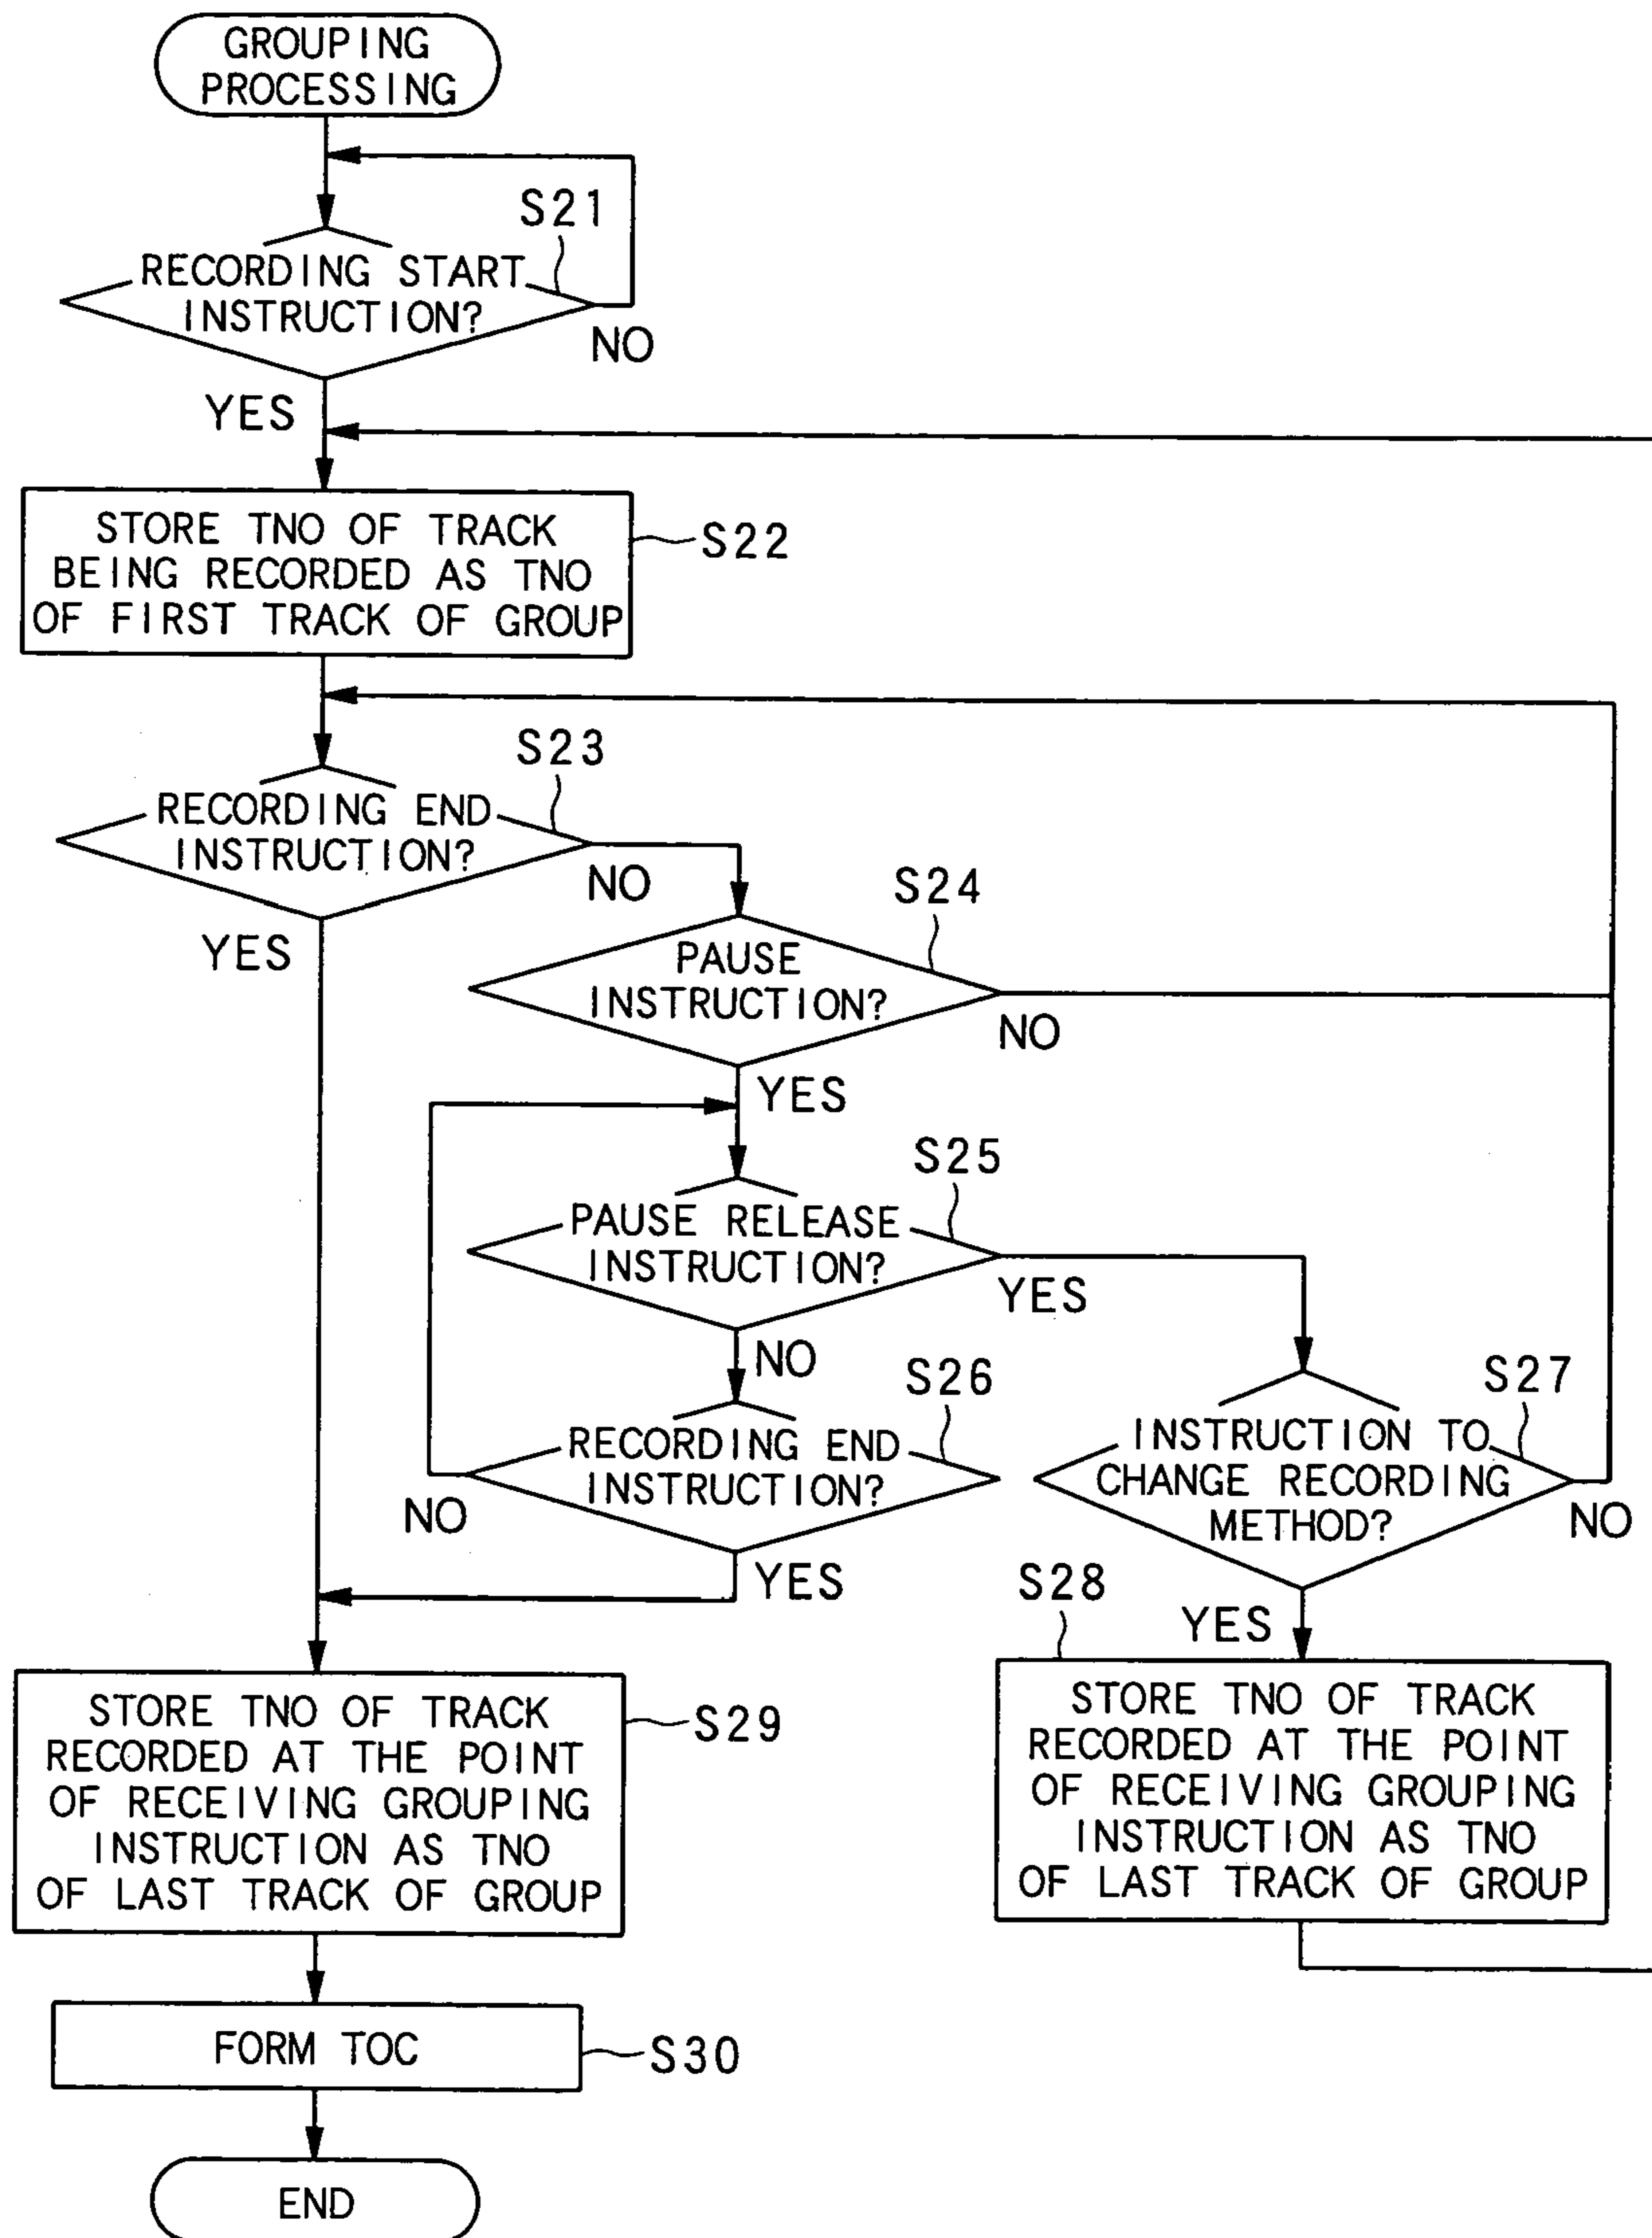 GROUPING
PROCESSING
S21
RECORDING START
INSTRUCTION?
NO
YES
STORE TNO OF TRACK
BEING RECORDED AS TNO
OF FIRST TRACK OF GROUP
S22
S23
RECORDING END
INSTRUCTION?
NO
YES
S24
PAUSE
INSTRUCTION?
NO
YES
S25
PAUSE RELEASE
INSTRUCTION?
YES
NO
S26
RECORDING END
INSTRUCTION?
NO
YES
S27
INSTRUCTION TO
CHANGE RECORDING
METHOD?
NO
YES
S28
STORE TNO OF TRACK
RECORDED AT THE POINT
OF RECEIVING GROUPING
INSTRUCTION AS TNO
OF LAST TRACK OF GROUP
STORE TNO OF TRACK
RECORDED AT THE POINT
OF RECEIVING GROUPING
INSTRUCTION AS TNO
OF LAST TRACK OF GROUP
S29
FORM TOC
S30
END